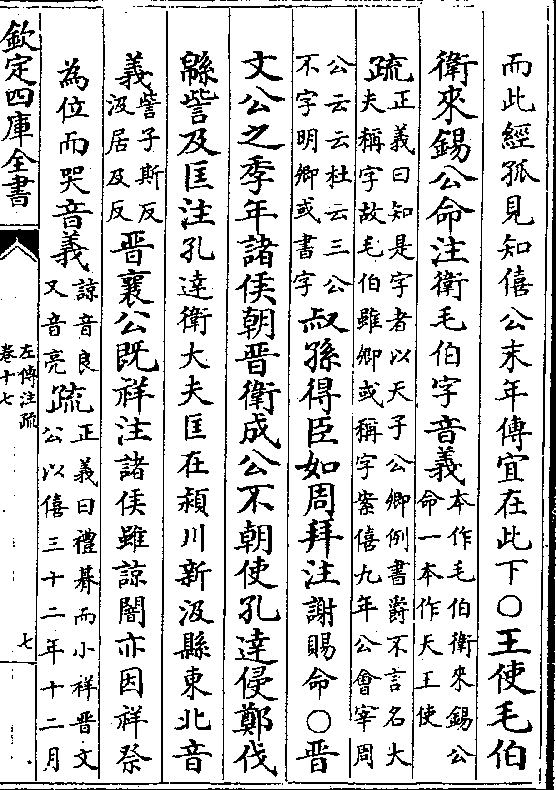 而此經孤見知僖公末年傳宜在此下○王使毛伯
衛來錫公命注衛毛伯字音義本作毛伯衛來錫公
命一本作天王使
疏正義曰知是字者以天子公卿例書爵不言名大
夫稱字故毛伯雖卿或稱字案僖九年公會宰周
公云云杜云三公
不字明卿或書字
叔孫得臣如周拜注謝賜命○晋
文公之季年諸侯朝晋衛成公不朝使孔達侵鄭伐
緜訾及匡注孔達衛大夫匡在潁川新汲縣東北音
義訾子斯反
汲居及反
晋襄公既祥注諸侯雖諒闇亦因祥祭
為位而哭音義諒音良
又音亮
疏正義曰禮朞而小祥晋文
公以僖三十二年十二月
欽定四庫全書
左傳注疏
卷十七
七